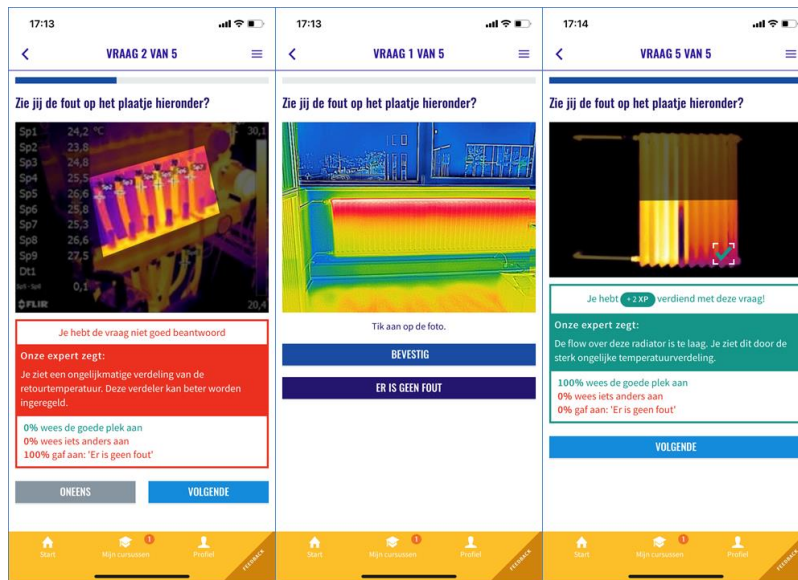 17:13
VRAAG 2 VAN 5
Zie jij de fout op het plaatje hieronder?
Sp1 24,2 °C
Sp2 23,8
Sp3 24,8
Sp4 25,5
Sp5 26,6
Sp6 25,8
Sp7 25,3
Sp8 26,6
Sp9 27,5
Dt1
Sp9 - Sp8 0,1
30,1
20,4
FLIR
Je hebt de vraag niet goed beantwoord
Onze expert zegt:
Je ziet een ongelijkmatige verdeling van de
retourtemperatuur. Deze verdeler kan beter worden
ingeregeld.
0% wees de goede plek aan
0% wees iets anders aan
100% gaf aan: 'Er is geen fout'
ONEENS
VOLGENDE
Start
Mijn cursussen
1
Profiel
FEEDBACK
17:13
VRAAG 1 VAN 5
Zie jij de fout op het plaatje hieronder?
Tik aan op de foto.
BEVESTIG
ER IS GEEN FOUT
Start
Mijn cursussen
1
Profiel
FEEDBACK
17:14
VRAAG 5 VAN 5
Zie jij de fout op het plaatje hieronder?
Je hebt + 2 XP verdiend met deze vraag!
Onze expert zegt:
De flow over deze radiator is te laag. Je ziet dit door de
sterk ongelijke temperatuurverdeling.
100% wees de goede plek aan
0% wees iets anders aan
0% gaf aan: 'Er is geen fout'
VOLGENDE
Start
Mijn cursussen
1
Profiel
FEEDBACK